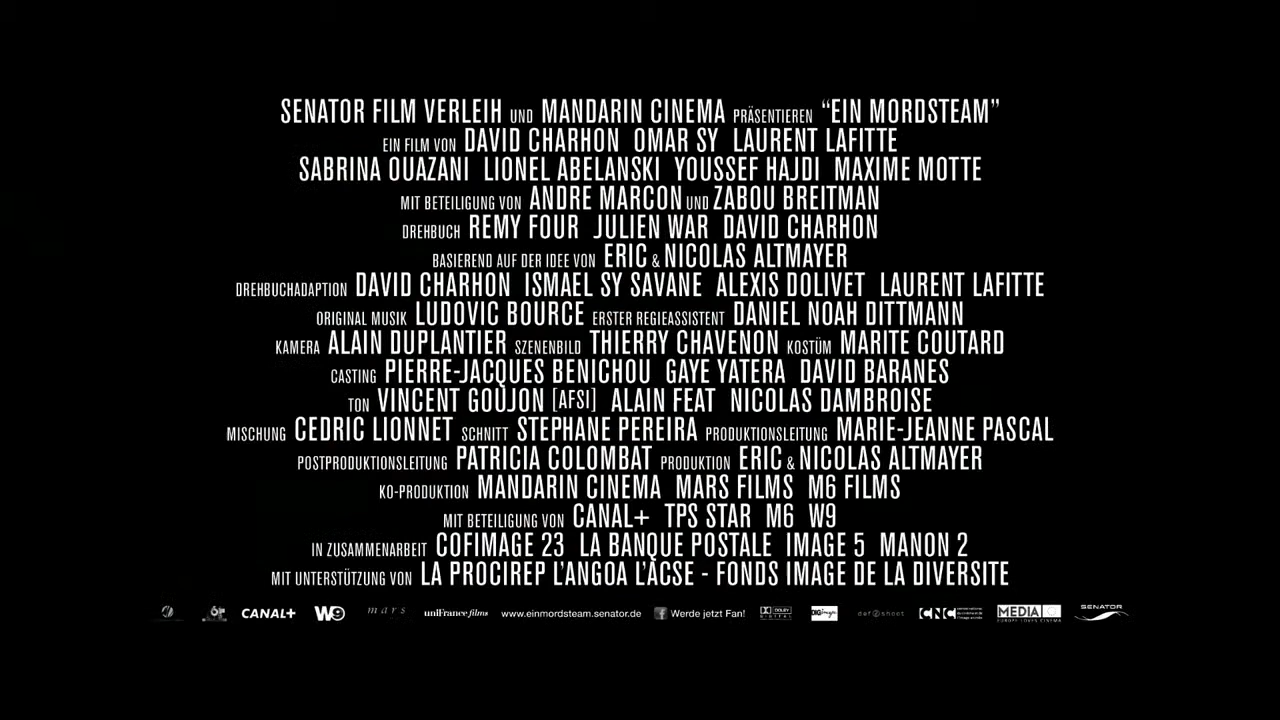 SENATOR FILM VERLEIH UND MANDARIN CINEMA PRÄSENTIEREN “EIN MORDSTEAM”
EIN FILM VON DAVID CHARHON OMAR SY LAURENT LAFITTE
SABRINA OUAZANI LIONEL ABELANSKI YOUSSEF HAJDI MAXIME MOTTE
MIT BETEILIGUNG VON ANDRE MARCON UND ZABOU BREITMAN
DREHBUCH REMY FOUR JULIEN WAR DAVID CHARHON
BASIEREND AUF DER IDEE VON ERIC & NICOLAS ALTMAYER
DREHBUCHADAPTION DAVID CHARHON ISMAEL SY SAVANE ALEXIS DOLIVET LAURENT LAFITTE
ORIGINAL MUSIK LUDOVIC BOURCE ERSTER REGIEASSISTENT DANIEL NOAH DITTMANN
KAMERA ALAIN DUPLANTIER SZENENBILD THIERRY CHAVENON KOSTÜM MARITE COUTARD
CASTING PIERRE-JACQUES BENICHOU GAYE YATERA DAVID BARANES
TON VINCENT GOUJON [AFSI] ALAIN FEAT NICOLAS DAMBROISE
MISCHUNG CEDRIC LIONNET SCHNITT STEPHANE PEREIRA PRODUKTIONSLEITUNG MARIE-JEANNE PASCAL
POSTPRODUKTIONSLEITUNG PATRICIA COLOMBAT PRODUKTION ERIC & NICOLAS ALTMAYER
KO-PRODUKTION MANDARIN CINEMA MARS FILMS M6 FILMS
MIT BETEILIGUNG VON CANAL+ TPS STAR M6 W9
IN ZUSAMMENARBEIT COFIMAGE 23 LA BANQUE POSTALE IMAGE 5 MANON 2
MIT UNTERSTÜTZUNG VON LA PROCIREP L'ANGOA L'ACSE - FONDS IMAGE DE LA DIVERSITE
CANAL+ W9 mars uniFrance films www.einmordsteam.senator.de Werde jetzt Fan! DOLBY DIGITAL DIGimage CNC MEDIA EUROPE LOVES CINEMA SENATOR